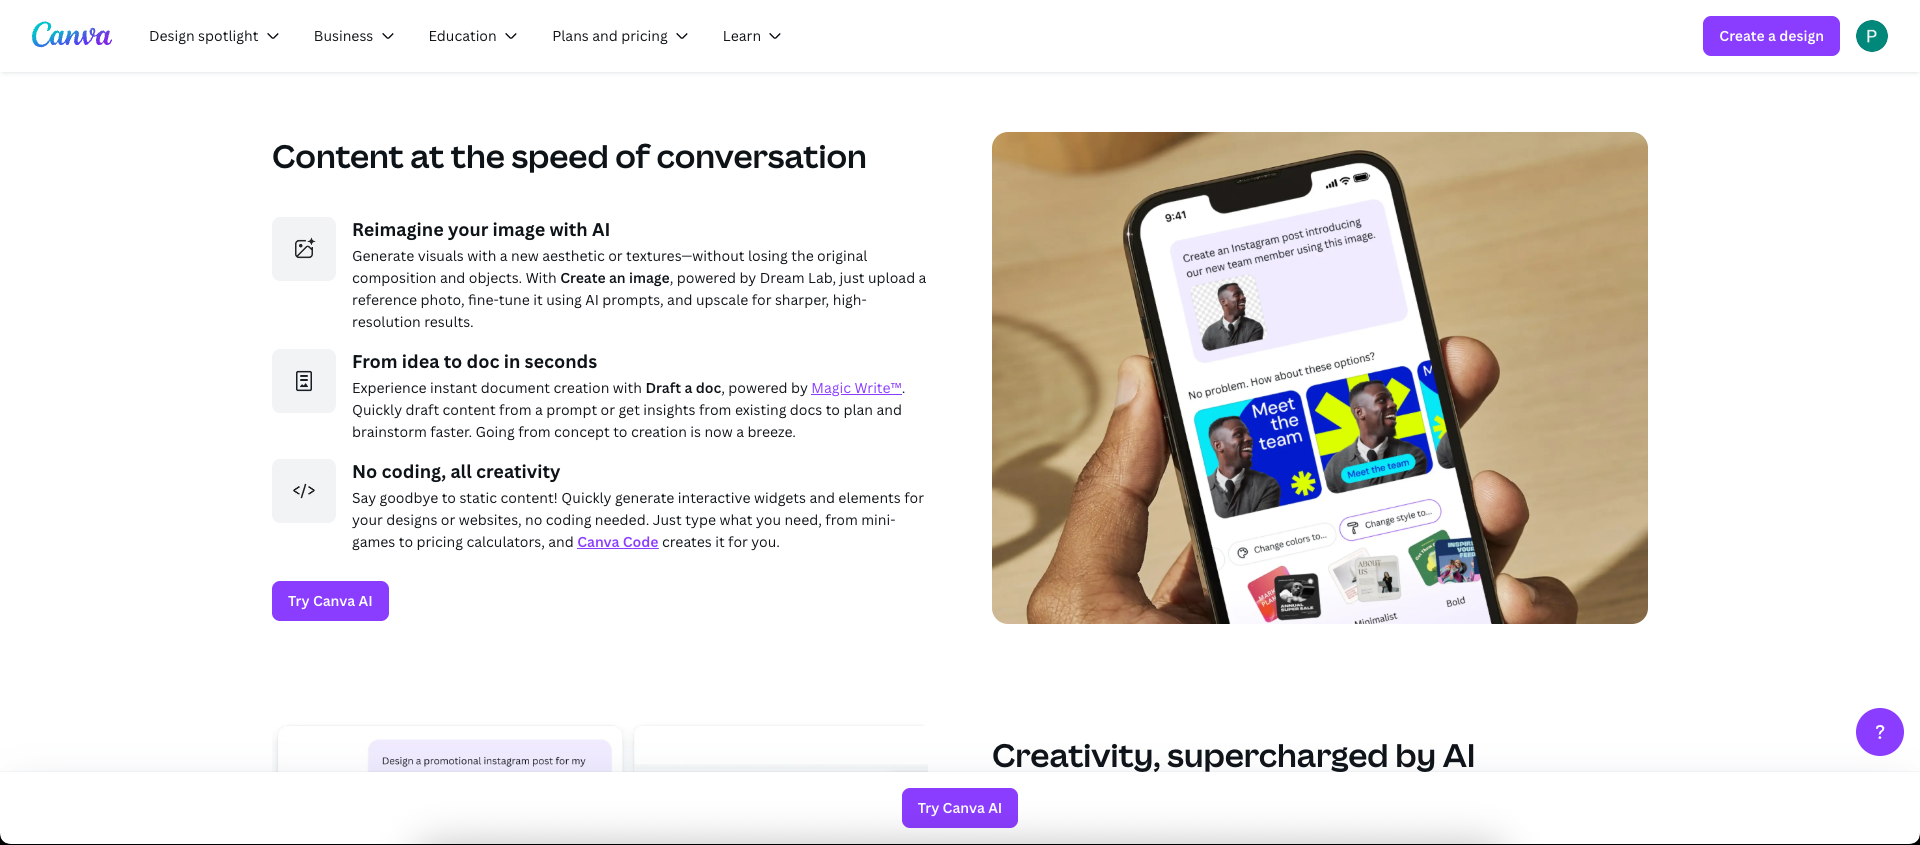 Canva
Design spotlight
Business
Education
Plans and pricing
Learn
Create a design
P
Content at the speed of conversation
Reimagine your image with AI
Generate visuals with a new aesthetic or textures—without losing the original
composition and objects. With Create an image, powered by Dream Lab, just upload a
reference photo, fine-tune it using AI prompts, and upscale for sharper, high-
resolution results.
From idea to doc in seconds
Experience instant document creation with Draft a doc, powered by Magic Write™.
Quickly draft content from a prompt or get insights from existing docs to plan and
brainstorm faster. Going from concept to creation is now a breeze.
</>
No coding, all creativity
Say goodbye to static content! Quickly generate interactive widgets and elements for
your designs or websites, no coding needed. Just type what you need, from mini-
games to pricing calculators, and Canva Code creates it for you.
Try Canva AI
9:41
Create an Instagram post introducing
our new team member using this image.
No problem. How about these options?
Meet
the
team
Meet the team
M
Change colors to...
Change style to...
ANNUAL
SUPER SALE
ABOUT
US
Minimalist
Bold
Design a promotional instagram post for my
Creativity, supercharged by AI
?
Try Canva AI